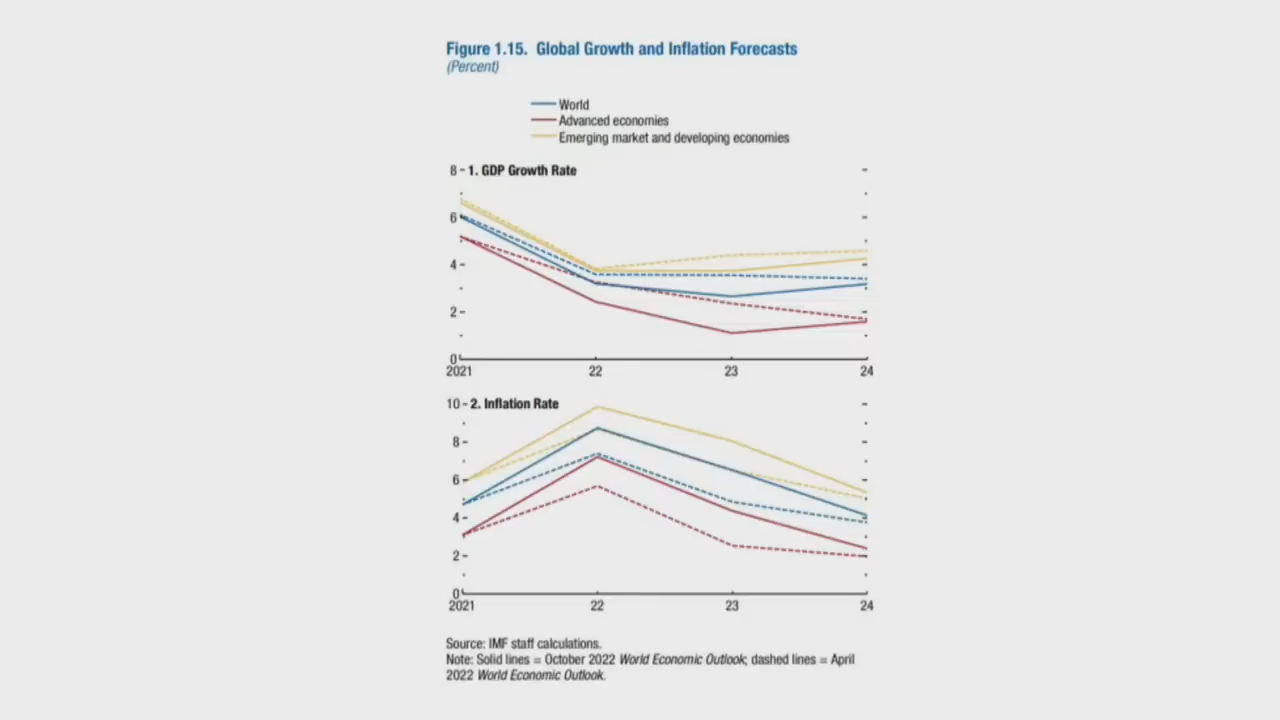 Figure 1.15. Global Growth and Inflation Forecasts
(Percent)
World
Advanced economies
Emerging market and developing economies
8 1. GDP Growth Rate
6
4
2
0
2021 22 23 24
10 2. Inflation Rate
8
6
4
2
0
2021 22 23 24
Source: IMF staff calculations.
Note: Solid lines = October 2022 World Economic Outlook; dashed lines = April
2022 World Economic Outlook.